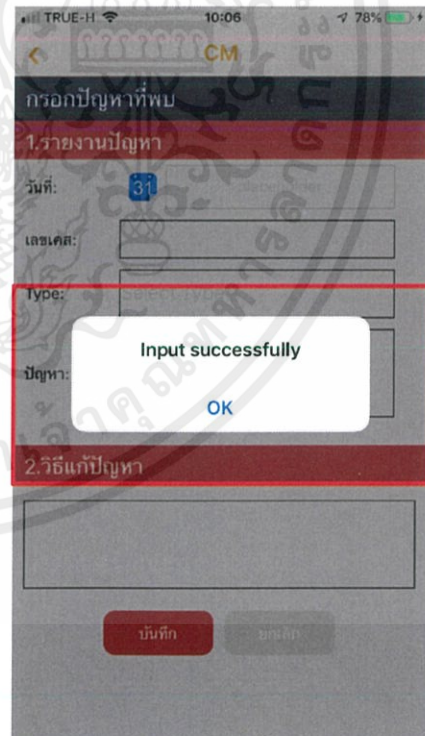 TRUE-H 10:06 78%
CM
กรอกปัญหาที่พบ
1.รายงานปัญหา
วันที่: 31
เลขเคส:
Type: Select Type
Input successfully
ปัญหา:
OK
2.วิธีแก้ปัญหา
บันทึก ยกเลิก